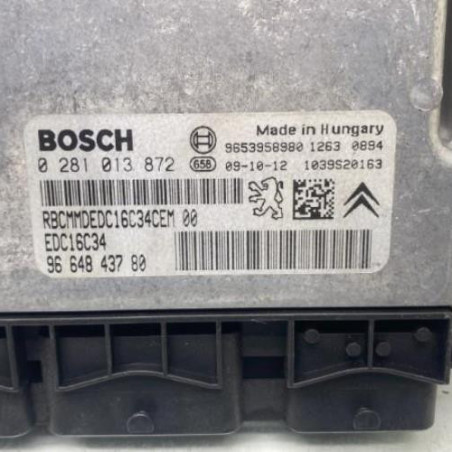 BOSCH
Made in Hungary
9653958980 1263 0894
0 281 013 872
658
09-10-12 1039S20163
RBCMMDEDC16C34CEM 00
EDC16C34
96 648 437 80